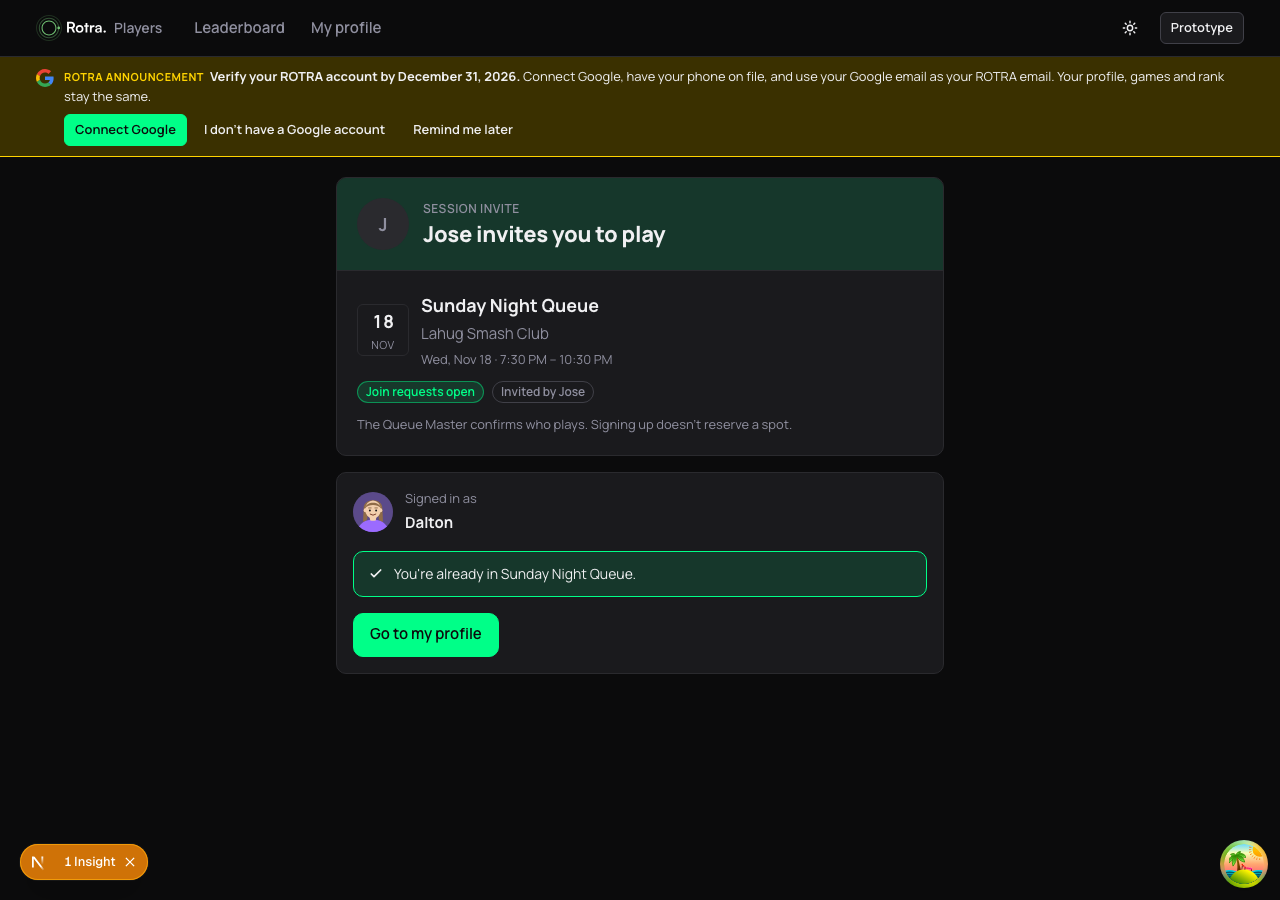 Rotra. Players Leaderboard My profile Prototype
ROTRA ANNOUNCEMENT Verify your ROTRA account by December 31, 2026. Connect Google, have your phone on file, and use your Google email as your ROTRA email. Your profile, games and rank
stay the same.
Connect Google I don't have a Google account Remind me later
J
SESSION INVITE
Jose invites you to play
18
NOV
Sunday Night Queue
Lahug Smash Club
Wed, Nov 18 · 7:30 PM – 10:30 PM
Join requests open Invited by Jose
The Queue Master confirms who plays. Signing up doesn't reserve a spot.
Signed in as
Dalton
You're already in Sunday Night Queue.
Go to my profile
N 1 Insight